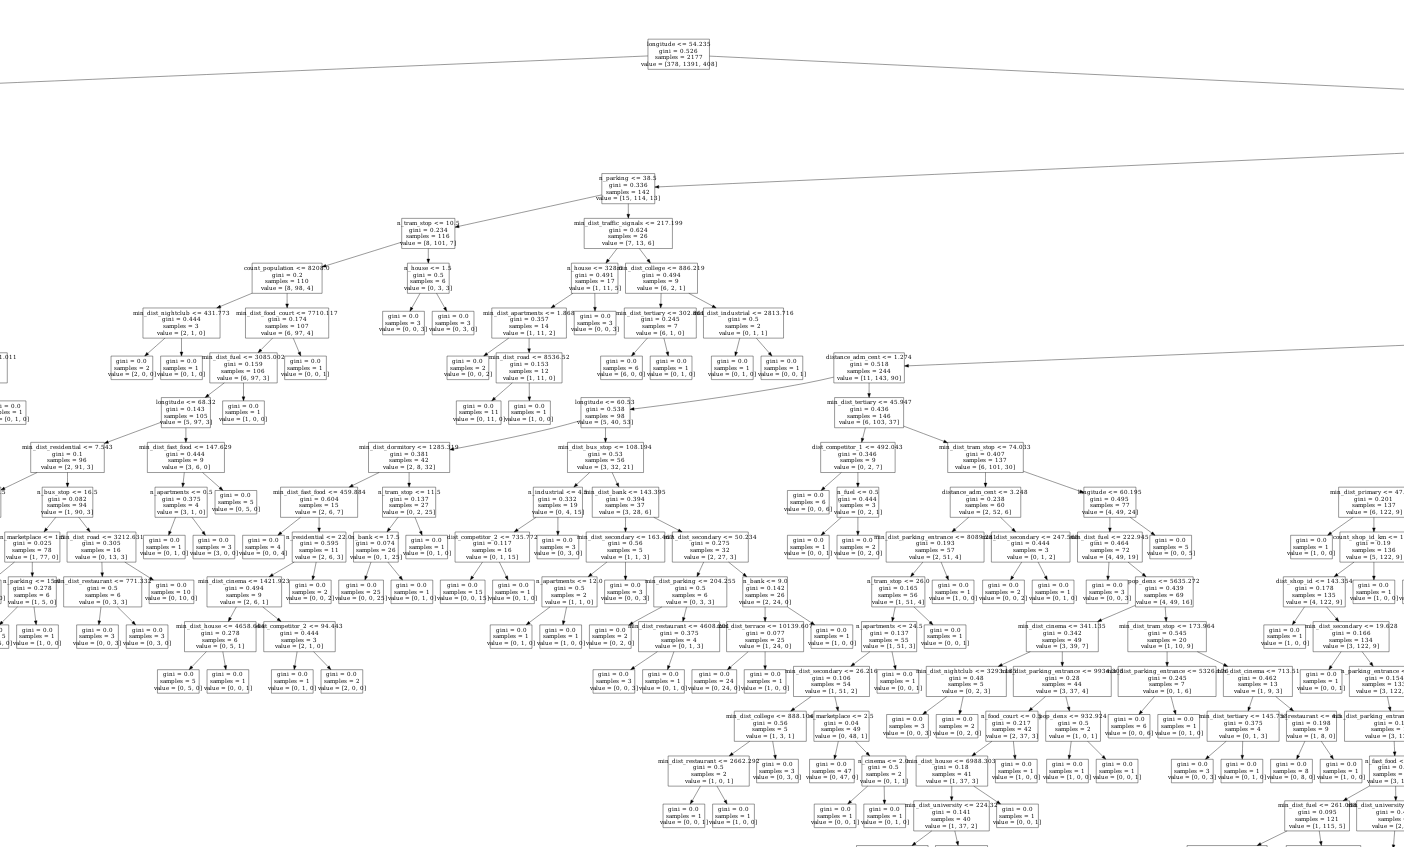 longitude <= 54.235
gini = 0.526
samples = 2177
value = [378, 1391, 408]
n_parking <= 38.5
gini = 0.336
samples = 142
value = [15, 114, 13]
n_tram_stop <= 10.5
gini = 0.234
samples = 116
value = [8, 101, 7]
min_dist_traffic_signals <= 217.199
gini = 0.624
samples = 26
value = [7, 13, 6]
count_population <= 8208.0
gini = 0.2
samples = 110
value = [8, 98, 4]
n_house <= 1.5
gini = 0.5
samples = 6
value = [0, 3, 3]
n_house <= 328.
gini = 0.491
samples = 17
value = [1, 11, 5]
min_dist_college <= 886.219
gini = 0.494
samples = 9
value = [6, 2, 1]
min_dist_nightclub <= 431.773
gini = 0.444
samples = 3
value = [2, 1, 0]
min_dist_food_court <= 7710.117
gini = 0.174
samples = 107
value = [6, 97, 4]
gini = 0.0
samples = 3
value = [0, 0, 3]
gini = 0.0
samples = 3
value = [0, 3, 0]
min_dist_apartments <= 1.868
gini = 0.357
samples = 14
value = [1, 11, 2]
gini = 0.0
samples = 3
value = [0, 0, 3]
min_dist_tertiary <= 302.
gini = 0.245
samples = 7
value = [6, 1, 0]
min_dist_industrial <= 2813.716
gini = 0.5
samples = 2
value = [0, 1, 1]
gini = 0.0
samples = 2
value = [2, 0, 0]
gini = 0.0
samples = 1
value = [0, 1, 0]
min_dist_fuel <= 3085.002
gini = 0.159
samples = 106
value = [6, 97, 3]
gini = 0.0
samples = 1
value = [0, 0, 1]
gini = 0.0
samples = 2
value = [0, 0, 2]
min_dist_road <= 8536.52
gini = 0.153
samples = 12
value = [1, 11, 0]
gini = 0.0
samples = 6
value = [6, 0, 0]
gini = 0.0
samples = 1
value = [0, 1, 0]
gini = 0.0
samples = 1
value = [0, 1, 0]
gini = 0.0
samples = 1
value = [0, 0, 1]
distance_adm_cent <= 1.274
gini = 0.518
samples = 244
value = [11, 143, 90]
longitude <= 68.32
gini = 0.143
samples = 105
value = [5, 97, 3]
gini = 0.0
samples = 1
value = [1, 0, 0]
gini = 0.0
samples = 11
value = [0, 11, 0]
gini = 0.0
samples = 1
value = [1, 0, 0]
longitude <= 60.53
gini = 0.538
samples = 98
value = [5, 40, 53]
min_dist_tertiary <= 45.947
gini = 0.436
samples = 146
value = [6, 103, 37]
min_dist_residential <= 7.543
gini = 0.1
samples = 96
value = [2, 91, 3]
min_dist_fast_food <= 147.629
gini = 0.444
samples = 9
value = [3, 6, 0]
min_dist_dormitory <= 1285.319
gini = 0.381
samples = 42
value = [2, 8, 32]
min_dist_bus_stop <= 108.194
gini = 0.53
samples = 56
value = [3, 32, 21]
dist_competitor_1 <= 492.043
gini = 0.346
samples = 9
value = [0, 2, 7]
min_dist_tram_stop <= 74.033
gini = 0.407
samples = 137
value = [6, 101, 30]
n_bus_stop <= 16.5
gini = 0.082
samples = 94
value = [1, 90, 3]
n_apartments <= 0.5
gini = 0.375
samples = 4
value = [3, 1, 0]
gini = 0.0
samples = 5
value = [0, 5, 0]
min_dist_fast_food <= 459.884
gini = 0.604
samples = 15
value = [2, 6, 7]
n_tram_stop <= 11.5
gini = 0.137
samples = 27
value = [0, 2, 25]
n_industrial <= 4.
gini = 0.332
samples = 19
value = [0, 4, 15]
min_dist_bank <= 143.395
gini = 0.394
samples = 37
value = [3, 28, 6]
gini = 0.0
samples = 6
value = [0, 0, 6]
n_fuel <= 0.5
gini = 0.444
samples = 3
value = [0, 2, 1]
distance_adm_cent <= 3.248
gini = 0.238
samples = 60
value = [2, 52, 6]
longitude <= 60.195
gini = 0.495
samples = 77
value = [4, 49, 24]
min_dist_primary <= 47.
gini = 0.201
samples = 137
value = [6, 122, 9]
n_marketplace <= 1.
gini = 0.025
samples = 78
value = [1, 77, 0]
min_dist_road <= 3212.631
gini = 0.305
samples = 16
value = [0, 13, 3]
gini = 0.0
samples = 1
value = [0, 1, 0]
gini = 0.0
samples = 3
value = [3, 0, 0]
gini = 0.0
samples = 4
value = [0, 0, 4]
n_residential <= 22.0
gini = 0.595
samples = 11
value = [2, 6, 3]
n_bank <= 17.5
gini = 0.074
samples = 26
value = [0, 1, 25]
gini = 0.0
samples = 1
value = [0, 1, 0]
dist_competitor_2 <= 735.772
gini = 0.117
samples = 16
value = [0, 1, 15]
gini = 0.0
samples = 3
value = [0, 3, 0]
min_dist_secondary <= 163.
gini = 0.56
samples = 5
value = [1, 1, 3]
min_dist_secondary <= 50.234
gini = 0.275
samples = 32
value = [2, 27, 3]
gini = 0.0
samples = 1
value = [0, 0, 1]
gini = 0.0
samples = 2
value = [0, 2, 0]
min_dist_parking_entrance <= 8089.
gini = 0.193
samples = 57
value = [2, 51, 4]
min_dist_secondary <= 247.5
gini = 0.444
samples = 3
value = [0, 1, 2]
min_dist_fuel <= 222.945
gini = 0.464
samples = 72
value = [4, 49, 19]
gini = 0.0
samples = 5
value = [0, 0, 5]
count_shop_id_km <= 1
gini = 0.19
samples = 136
value = [5, 122, 9]
n_parking <= 15.
gini = 0.278
samples = 6
value = [1, 5, 0]
min_dist_restaurant <= 771.332
gini = 0.5
samples = 6
value = [0, 3, 3]
gini = 0.0
samples = 10
value = [0, 10, 0]
min_dist_cinema <= 1421.925
gini = 0.494
samples = 9
value = [2, 6, 1]
gini = 0.0
samples = 2
value = [0, 0, 2]
gini = 0.0
samples = 25
value = [0, 0, 25]
gini = 0.0
samples = 1
value = [0, 1, 0]
gini = 0.0
samples = 15
value = [0, 0, 15]
gini = 0.0
samples = 1
value = [0, 1, 0]
n_apartments <= 12.0
gini = 0.5
samples = 2
value = [1, 1, 0]
gini = 0.0
samples = 3
value = [0, 0, 3]
min_dist_parking <= 204.255
gini = 0.5
samples = 6
value = [0, 3, 3]
n_bank <= 9.0
gini = 0.142
samples = 26
value = [2, 24, 0]
n_tram_stop <= 26.0
gini = 0.165
samples = 56
value = [1, 51, 4]
gini = 0.0
samples = 1
value = [1, 0, 0]
gini = 0.0
samples = 2
value = [0, 0, 2]
gini = 0.0
samples = 1
value = [0, 1, 0]
gini = 0.0
samples = 3
value = [0, 0, 3]
pop_dens <= 5635.272
gini = 0.439
samples = 69
value = [4, 49, 16]
dist_shop_id <= 143.354
gini = 0.178
samples = 135
value = [4, 122, 9]
gini = 0.0
samples = 1
value = [1, 0, 0]
gini = 0.0
samples = 1
value = [1, 0, 0]
gini = 0.0
samples = 3
value = [0, 0, 3]
gini = 0.0
samples = 3
value = [0, 3, 0]
min_dist_house <= 4658.
gini = 0.278
samples = 6
value = [0, 5, 1]
dist_competitor_2 <= 94.443
gini = 0.444
samples = 3
value = [2, 1, 0]
gini = 0.0
samples = 1
value = [0, 1, 0]
gini = 0.0
samples = 1
value = [1, 0, 0]
gini = 0.0
samples = 2
value = [0, 2, 0]
min_dist_restaurant <= 4608.
gini = 0.375
samples = 4
value = [0, 1, 3]
min_dist_terrace <= 10139.607
gini = 0.077
samples = 25
value = [1, 24, 0]
gini = 0.0
samples = 1
value = [1, 0, 0]
n_apartments <= 24.5
gini = 0.137
samples = 55
value = [1, 51, 3]
gini = 0.0
samples = 1
value = [0, 0, 1]
min_dist_cinema <= 341.135
gini = 0.342
samples = 49
value = [3, 39, 7]
min_dist_tram_stop <= 173.964
gini = 0.545
samples = 20
value = [1, 10, 9]
gini = 0.0
samples = 1
value = [1, 0, 0]
min_dist_secondary <= 19.628
gini = 0.166
samples = 134
value = [3, 122, 9]
gini = 0.0
samples = 5
value = [0, 5, 0]
gini = 0.0
samples = 1
value = [0, 0, 1]
gini = 0.0
samples = 1
value = [0, 1, 0]
gini = 0.0
samples = 2
value = [2, 0, 0]
gini = 0.0
samples = 3
value = [0, 0, 3]
gini = 0.0
samples = 1
value = [0, 1, 0]
gini = 0.0
samples = 24
value = [0, 24, 0]
gini = 0.0
samples = 1
value = [1, 0, 0]
min_dist_secondary <= 26.216
gini = 0.106
samples = 54
value = [1, 51, 2]
gini = 0.0
samples = 1
value = [0, 0, 1]
min_dist_nightclub <= 3293.
gini = 0.48
samples = 5
value = [0, 2, 3]
min_dist_parking_entrance <= 993
gini = 0.28
samples = 44
value = [3, 37, 4]
min_dist_parking_entrance <= 5326.
gini = 0.245
samples = 7
value = [0, 1, 6]
min_dist_cinema <= 713.51
gini = 0.462
samples = 13
value = [1, 9, 3]
gini = 0.0
samples = 1
value = [0, 0, 1]
min_dist_college <= 888.106
gini = 0.56
samples = 5
value = [1, 3, 1]
n_marketplace <= 2.5
gini = 0.04
samples = 49
value = [0, 48, 1]
gini = 0.0
samples = 3
value = [0, 0, 3]
gini = 0.0
samples = 2
value = [0, 2, 0]
n_food_court <= 0.
gini = 0.217
samples = 42
value = [2, 37, 3]
pop_dens <= 932.924
gini = 0.5
samples = 2
value = [1, 0, 1]
gini = 0.0
samples = 6
value = [0, 0, 6]
gini = 0.0
samples = 1
value = [0, 1, 0]
min_dist_tertiary <= 145.75
gini = 0.375
samples = 4
value = [0, 1, 3]
gini = 0.198
samples = 9
value = [1, 8, 0]
min_dist_restaurant <= 2662.292
gini = 0.5
samples = 2
value = [1, 0, 1]
gini = 0.0
samples = 3
value = [0, 3, 0]
gini = 0.0
samples = 47
value = [0, 47, 0]
n_cinema <= 2.0
gini = 0.5
samples = 2
value = [0, 1, 1]
min_dist_house <= 6988.303
gini = 0.18
samples = 41
value = [1, 37, 3]
gini = 0.0
samples = 1
value = [1, 0, 0]
gini = 0.0
samples = 1
value = [1, 0, 0]
gini = 0.0
samples = 1
value = [0, 0, 1]
gini = 0.0
samples = 3
value = [0, 0, 3]
gini = 0.0
samples = 1
value = [0, 1, 0]
gini = 0.0
samples = 8
value = [0, 8, 0]
gini = 0.0
samples = 1
value = [1, 0, 0]
gini = 0.0
samples = 1
value = [0, 0, 1]
gini = 0.0
samples = 1
value = [1, 0, 0]
gini = 0.0
samples = 1
value = [0, 0, 1]
gini = 0.0
samples = 1
value = [0, 1, 0]
min_dist_university <= 224.32
gini = 0.141
samples = 40
value = [1, 37, 2]
gini = 0.0
samples = 1
value = [0, 0, 1]
min_dist_fuel <= 261.
gini = 0.095
samples = 121
value = [1, 115, 5]